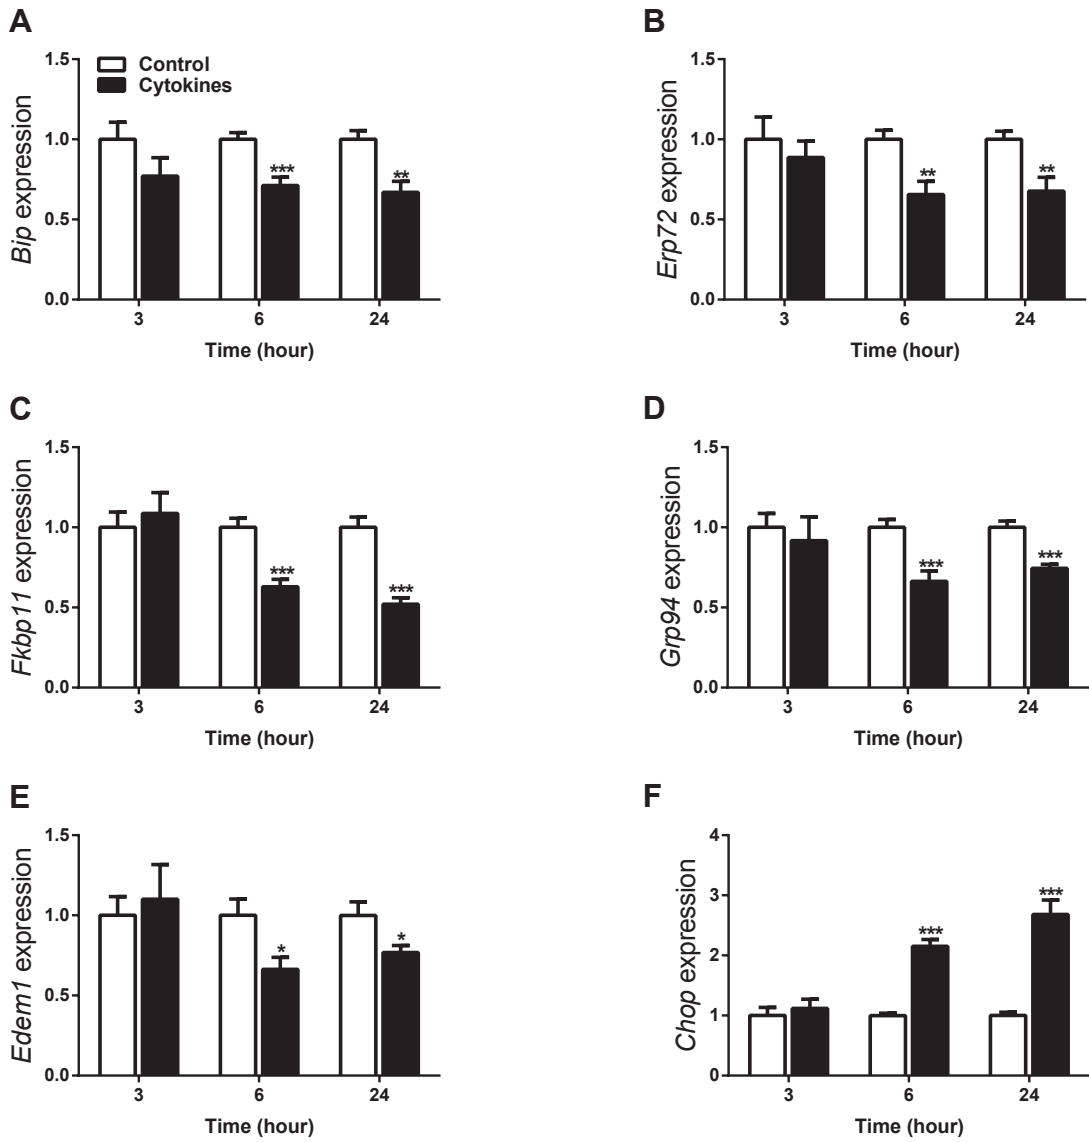 A
Bip expression
1.5
1.0
0.5
0.0
Control
Cytokines
***
**
3
6
24
Time (hour)
B
Erp72 expression
1.5
1.0
0.5
0.0
**
**
3
6
24
Time (hour)
C
Fkbp11 expression
1.5
1.0
0.5
0.0
***
***
3
6
24
Time (hour)
D
Grp94 expression
1.5
1.0
0.5
0.0
***
***
3
6
24
Time (hour)
E
Edem1 expression
1.5
1.0
0.5
0.0
*
*
3
6
24
Time (hour)
F
Chop expression
4
3
2
1
0
***
***
3
6
24
Time (hour)